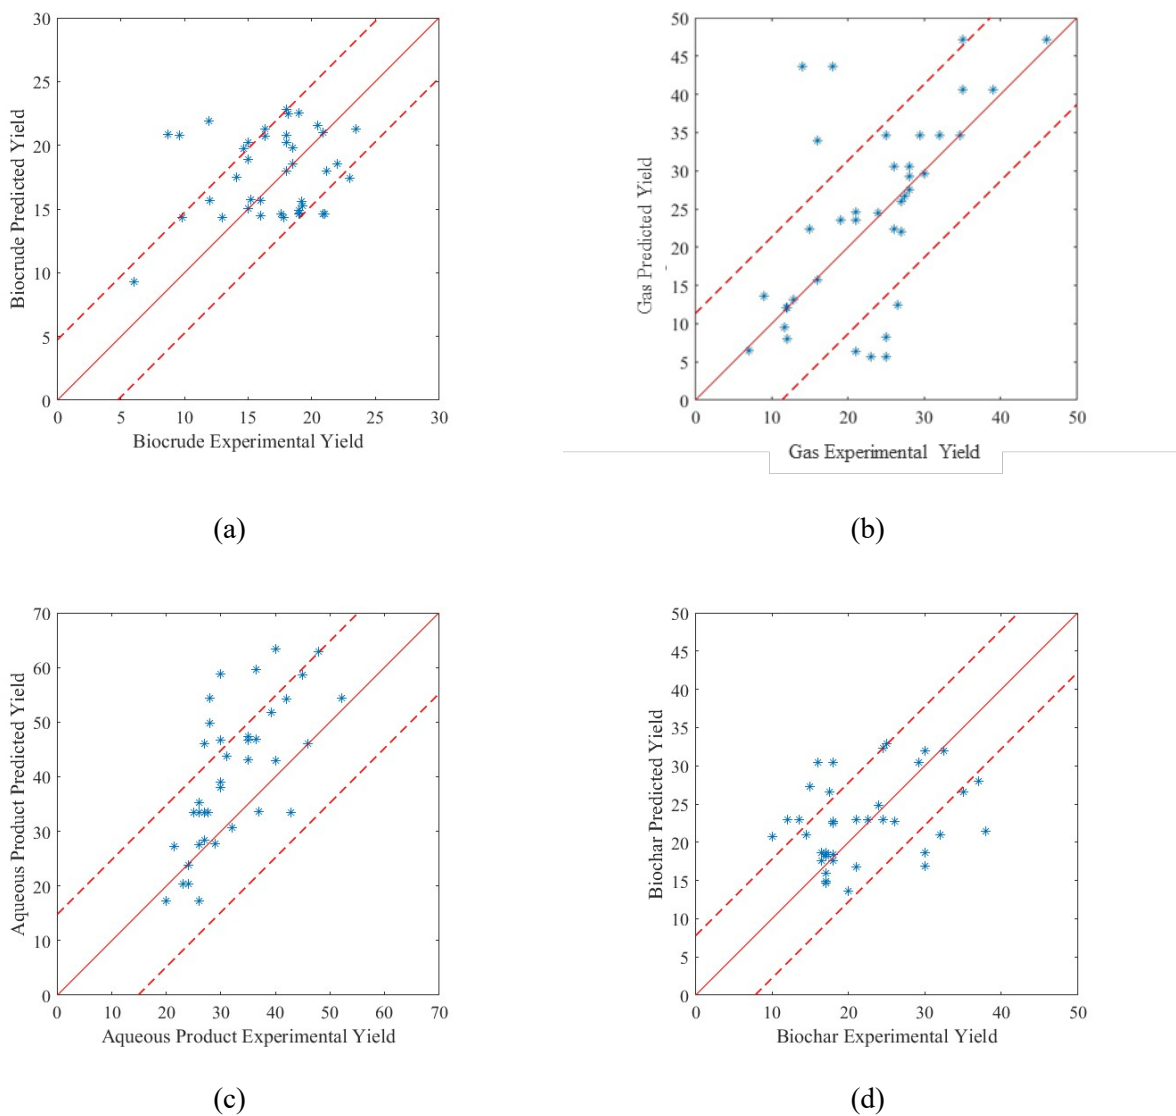 30
25
20
15
10
5
0
Biocrude Predicted Yield
0 5 10 15 20 25 30
Biocrude Experimental Yield
(a)
50
45
40
35
30
25
20
15
10
5
0
Gas Predicted Yield
0 10 20 30 40 50
Gas Experimental Yield
(b)
70
60
50
40
30
20
10
0
Aqueous Product Predicted Yield
0 10 20 30 40 50 60 70
Aqueous Product Experimental Yield
(c)
50
45
40
35
30
25
20
15
10
5
0
Biochar Predicted Yield
0 10 20 30 40 50
Biochar Experimental Yield
(d)